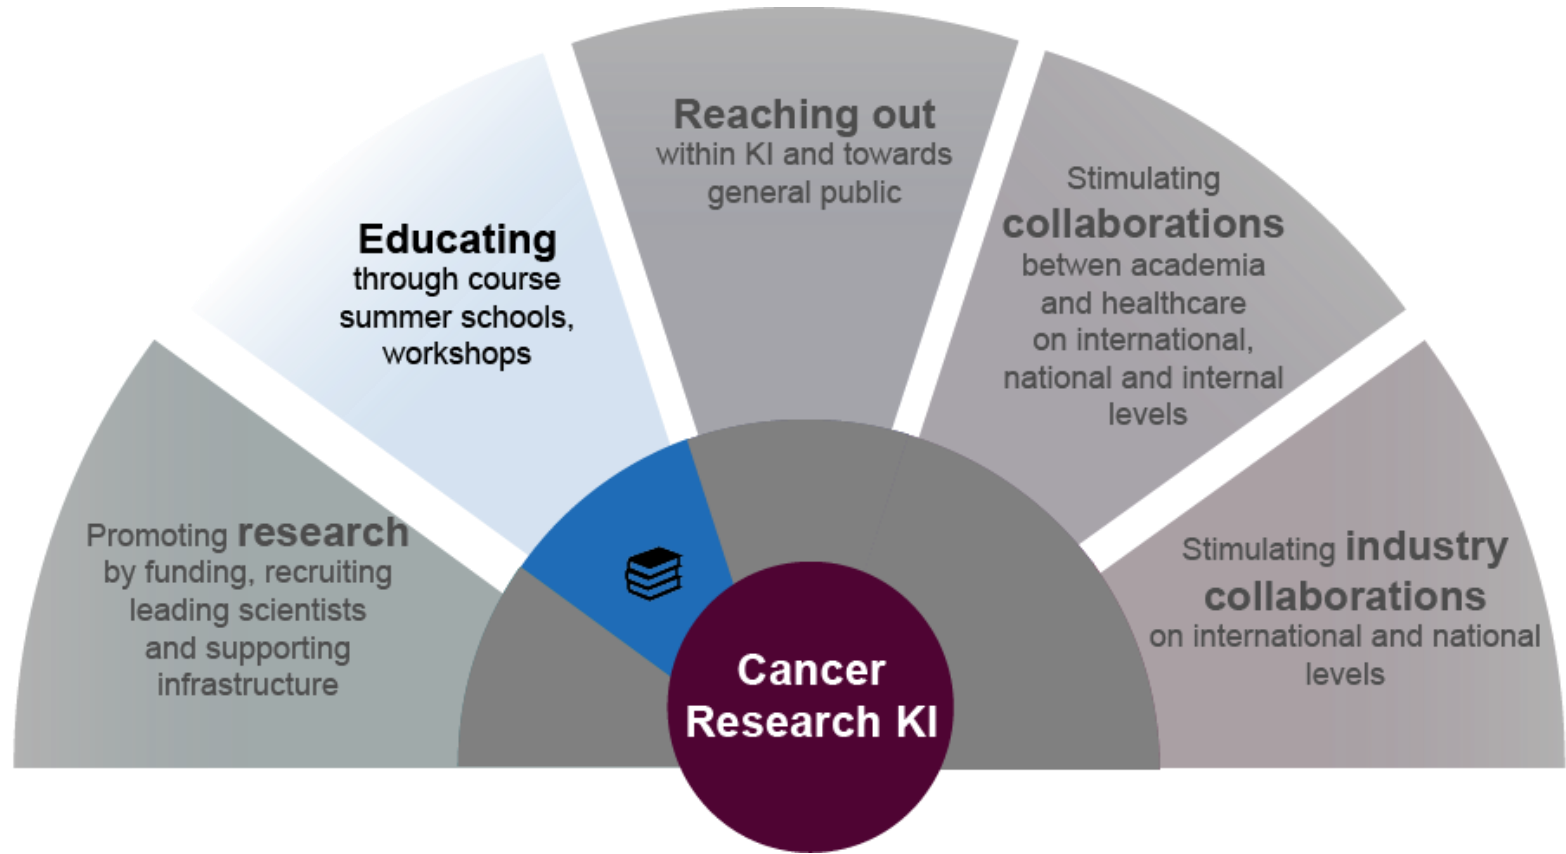 Promoting research
by funding, recruiting
leading scientists
and supporting
infrastructure
Educating
through course
summer schools,
workshops
Reaching out
within KI and towards
general public
Stimulating
collaborations
betwen academia
and healthcare
on international,
national and internal
levels
Stimulating industry
collaborations
on international and national
levels
Cancer
Research KI